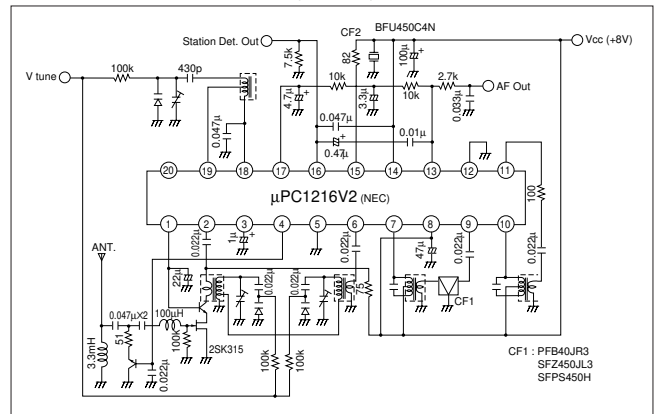 Station Det. Out
CF2
BFU450C4N
V tune
Vcc (+8V)
100k
430p
7.5k
82
100μ
+
2.7k
AF Out
10k
10k
4.7μ
+
3.3μ
+
0.033μ
0.047μ
0.047μ
0.01μ
+
0.47μ
20
19
18
17
16
15
14
13
12
11
μPC1216V2 (NEC)
1
2
3
4
5
6
7
8
9
10
100
0.022μ
1μ
+
0.022μ
47μ
0.022μ
0.022μ
ANT.
22μ
0.022μ
0.022μ
75
CF1
0.047μX2
100μH
3.3mH
51
0.022μ
100k
2SK315
100k
100k
CF1 : PFB40JR3
SFZ450JL3
SFPS450H